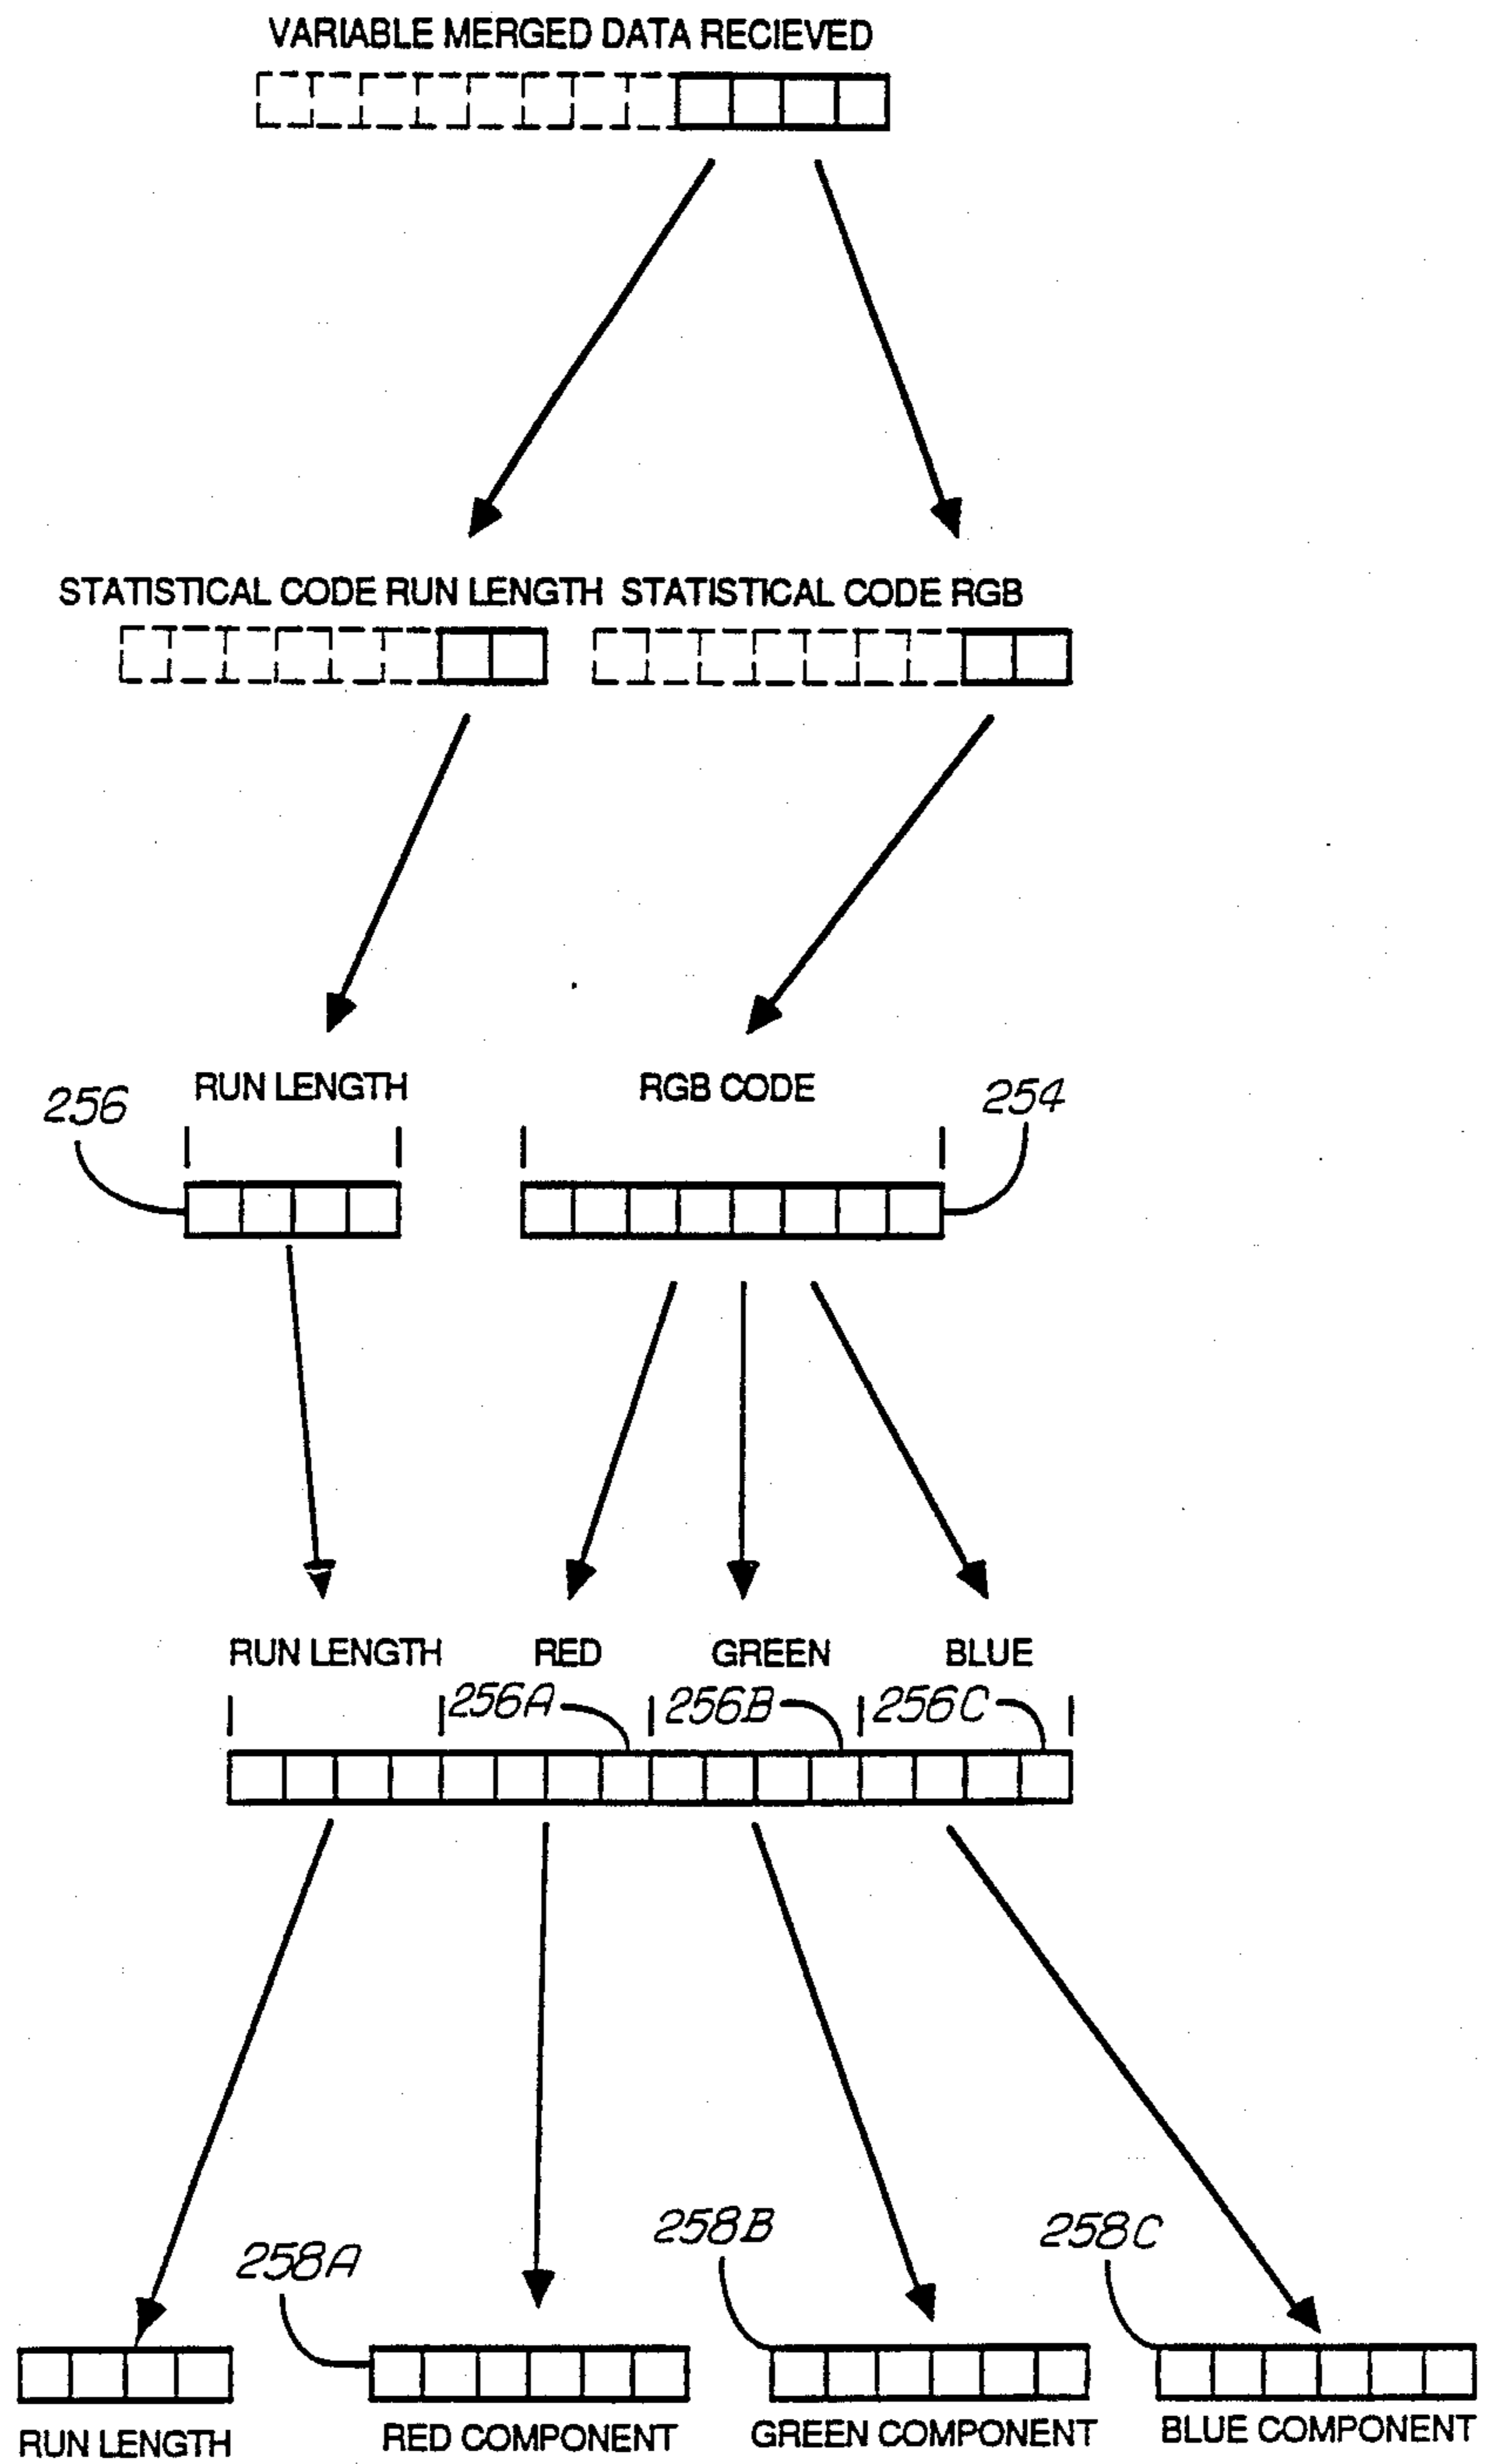 VARIABLE MERGED DATA RECIEVED
STATISTICAL CODE RUN LENGTH STATISTICAL CODE RGB
256 RUN LENGTH RGB CODE 254
RUN LENGTH RED GREEN BLUE
256A 256B 256C
258A 258B 258C
RUN LENGTH RED COMPONENT GREEN COMPONENT BLUE COMPONENT